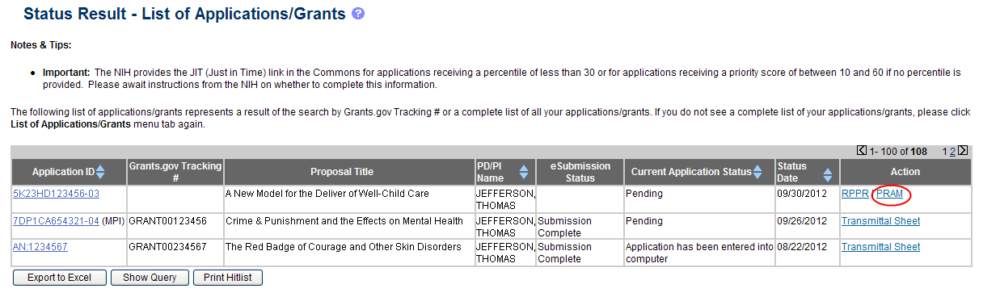 Status Result - List of Applications/Grants ?
Notes & Tips:
• Important: The NIH provides the JIT (Just in Time) link in the Commons for applications receiving a percentile of less than 30 or for applications receiving a priority score of between 10 and 60 if no percentile is
provided. Please await instructions from the NIH on whether to complete this information.
The following list of applications/grants represents a result of the search by Grants.gov Tracking # or a complete list of all your applications/grants. If you do not see a complete list of your applications/grants, please click
List of Applications/Grants menu tab again.
1- 100 of 108 1 2
Application ID Grants.gov Tracking # Proposal Title PD/PI Name eSubmission Status Current Application Status Status Date Action
5K23HD123456-03 A New Model for the Deliver of Well-Child Care JEFFERSON, THOMAS Pending 09/30/2012 RPPR | PRAM
7DP1CA654321-04 (MPI) GRANT00123456 Crime & Punishment and the Effects on Mental Health JEFFERSON, THOMAS Submission Complete Pending 09/26/2012 Transmittal Sheet
AN:1234567 GRANT00234567 The Red Badge of Courage and Other Skin Disorders JEFFERSON, THOMAS Submission Complete Application has been entered into computer 08/22/2012 Transmittal Sheet
Export to Excel Show Query Print Hitlist